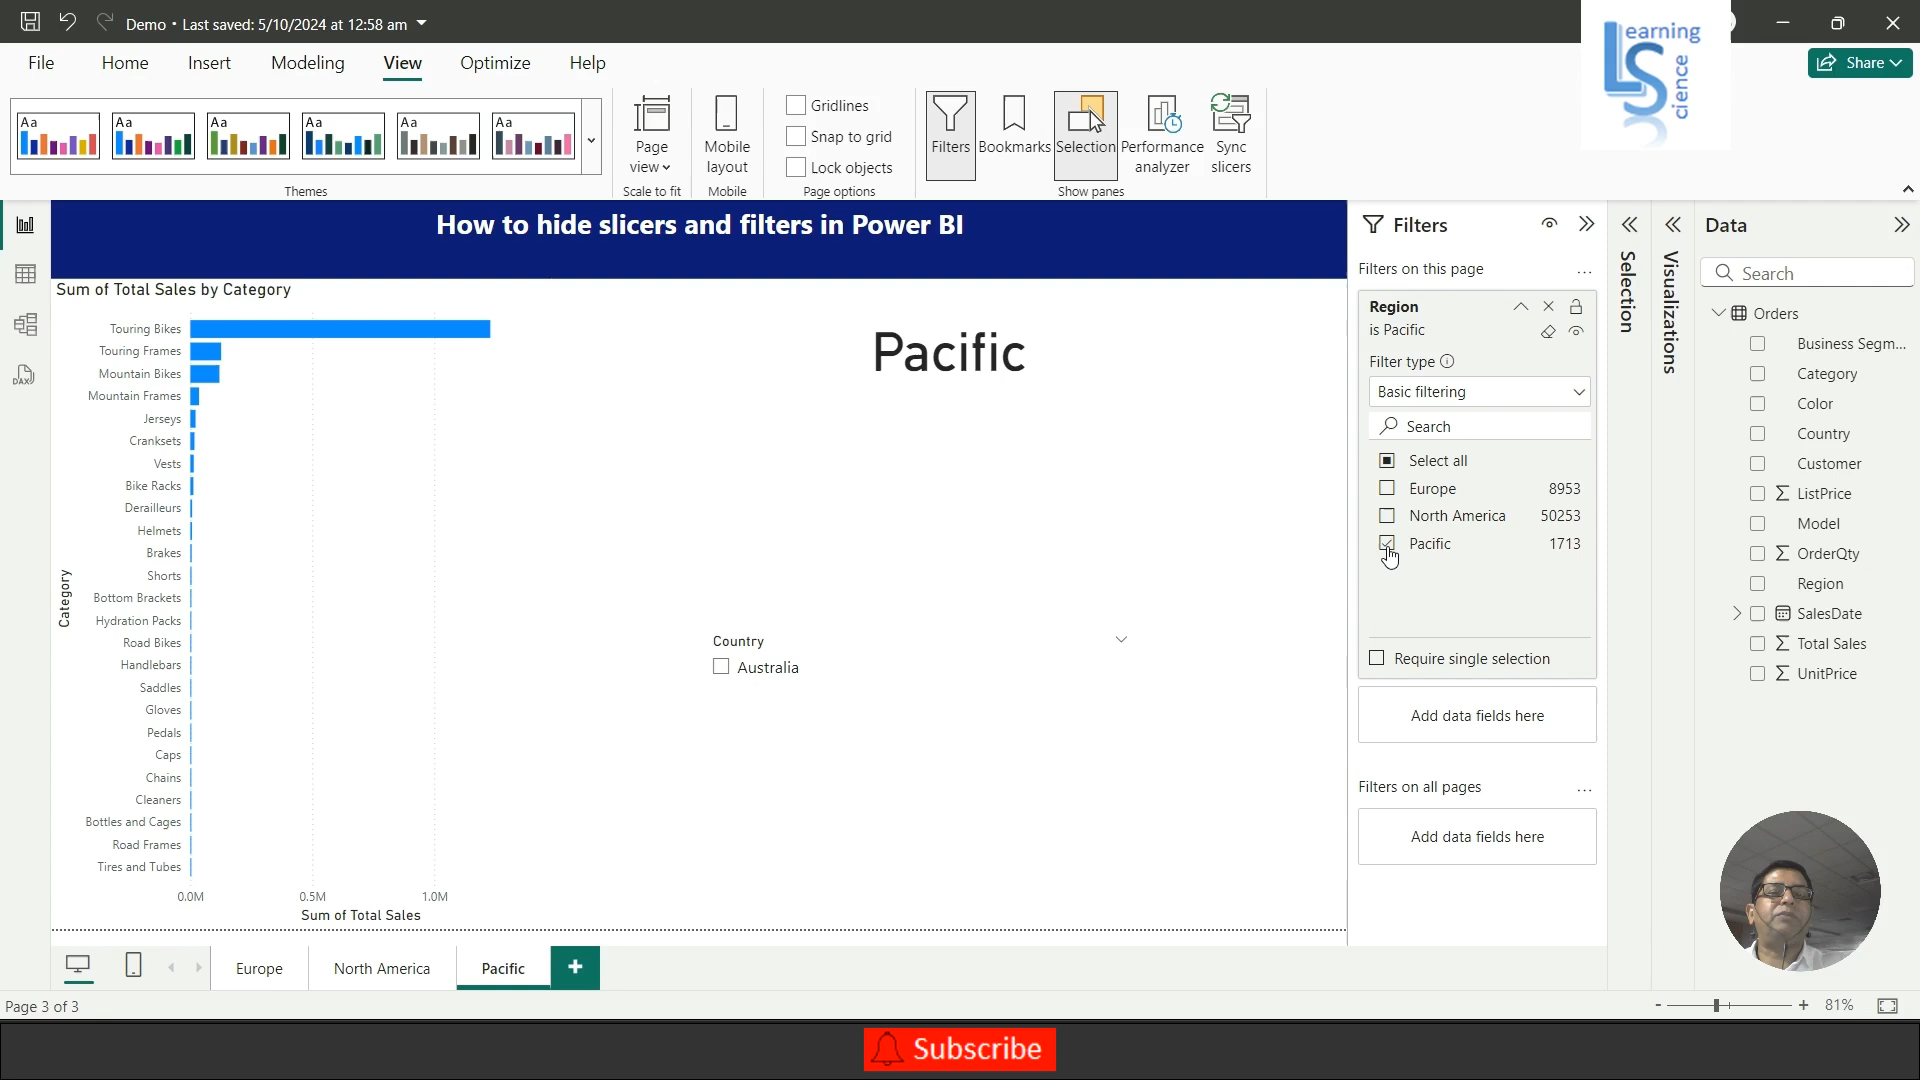 Demo • Last saved: 5/10/2024 at 12:58 am
Learning Science
File Home Insert Modeling View Optimize Help
Share
Aa Aa Aa Aa Aa Aa
Page view
Mobile layout
Gridlines
Snap to grid
Lock objects
Filters
Bookmarks
Selection
Performance analyzer
Sync slicers
Themes
Scale to fit
Mobile
Page options
Show panes
How to hide slicers and filters in Power BI
DAX
Sum of Total Sales by Category
Category
Touring Bikes
Touring Frames
Mountain Bikes
Mountain Frames
Jerseys
Cranksets
Vests
Bike Racks
Derailleurs
Helmets
Brakes
Shorts
Bottom Brackets
Hydration Packs
Road Bikes
Handlebars
Saddles
Gloves
Pedals
Caps
Chains
Cleaners
Bottles and Cages
Road Frames
Tires and Tubes
0.0M 0.5M 1.0M
Sum of Total Sales
Pacific
Country
Australia
Filters
Filters on this page ...
Region
is Pacific
Filter type
Basic filtering
Search
Select all
Europe 8953
North America 50253
Pacific 1713
Require single selection
Add data fields here
Filters on all pages ...
Add data fields here
Selection
Visualizations
Data
Search
Orders
Business Segm...
Category
Color
Country
Customer
ListPrice
Model
OrderQty
Region
SalesDate
Total Sales
UnitPrice
Europe North America Pacific +
Page 3 of 3
- + 81%
Subscribe